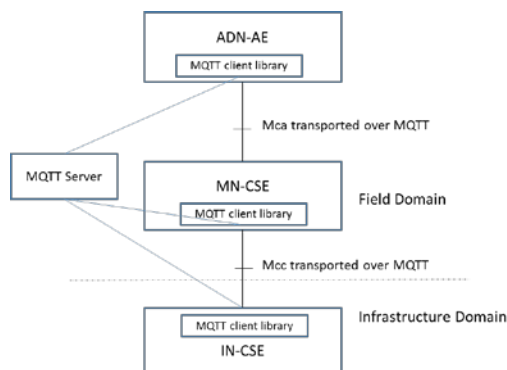 ADN-AE
MQTT client library
Mca transported over MQTT
MQTT Server
MN-CSE
MQTT client library
Field Domain
Mcc transported over MQTT
Infrastructure Domain
MQTT client library
IN-CSE